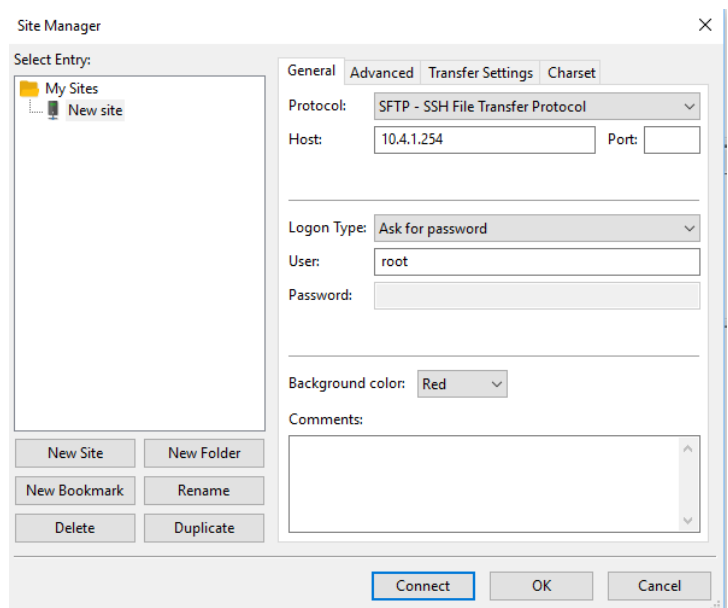 Site Manager
Select Entry:
My Sites
New site
New Site
New Folder
New Bookmark
Rename
Delete
Duplicate
General
Advanced
Transfer Settings
Charset
Protocol:
SFTP - SSH File Transfer Protocol
Host:
10.4.1.254
Port:
Logon Type:
Ask for password
User:
root
Password:
Background color:
Red
Comments:
Connect
OK
Cancel